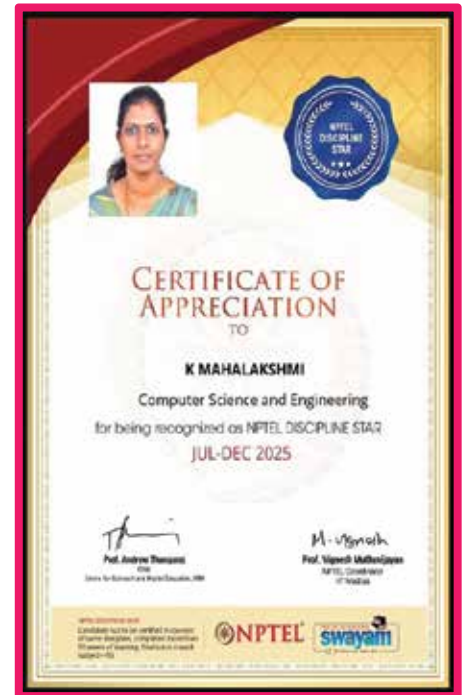 NPTEL
DISCIPLINE
STAR
CERTIFICATE OF
APPRECIATION
TO
K MAHALAKSHMI
Computer Science and Engineering
for being recognized as NPTEL DISCIPLINE STAR
JUL-DEC 2025
M. Vignesh
Prof. Andrew Thangaraj
Prof. Vignesh Muthuvijayan
NPTEL Coordinator
IIT Madras
NPTEL
swayam